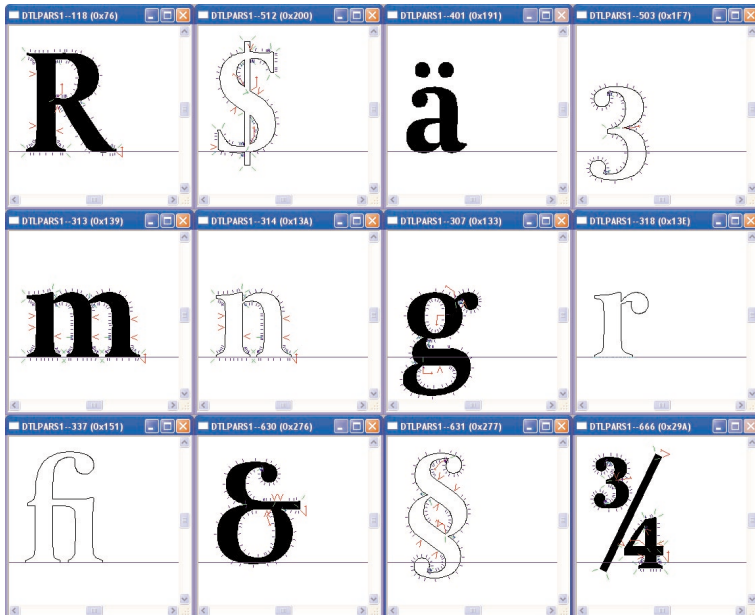 DTLPARS1--118 (0x76)
DTLPARS1--512 (0x200)
DTLPARS1--401 (0x191)
DTLPARS1--503 (0x1F7)
R
$
ä
3
DTLPARS1--313 (0x139)
DTLPARS1--314 (0x13A)
DTLPARS1--307 (0x133)
DTLPARS1--318 (0x13E)
m
n
g
r
DTLPARS1--337 (0x151)
DTLPARS1--630 (0x276)
DTLPARS1--631 (0x277)
DTLPARS1--666 (0x29A)
fi
&
§
3/4